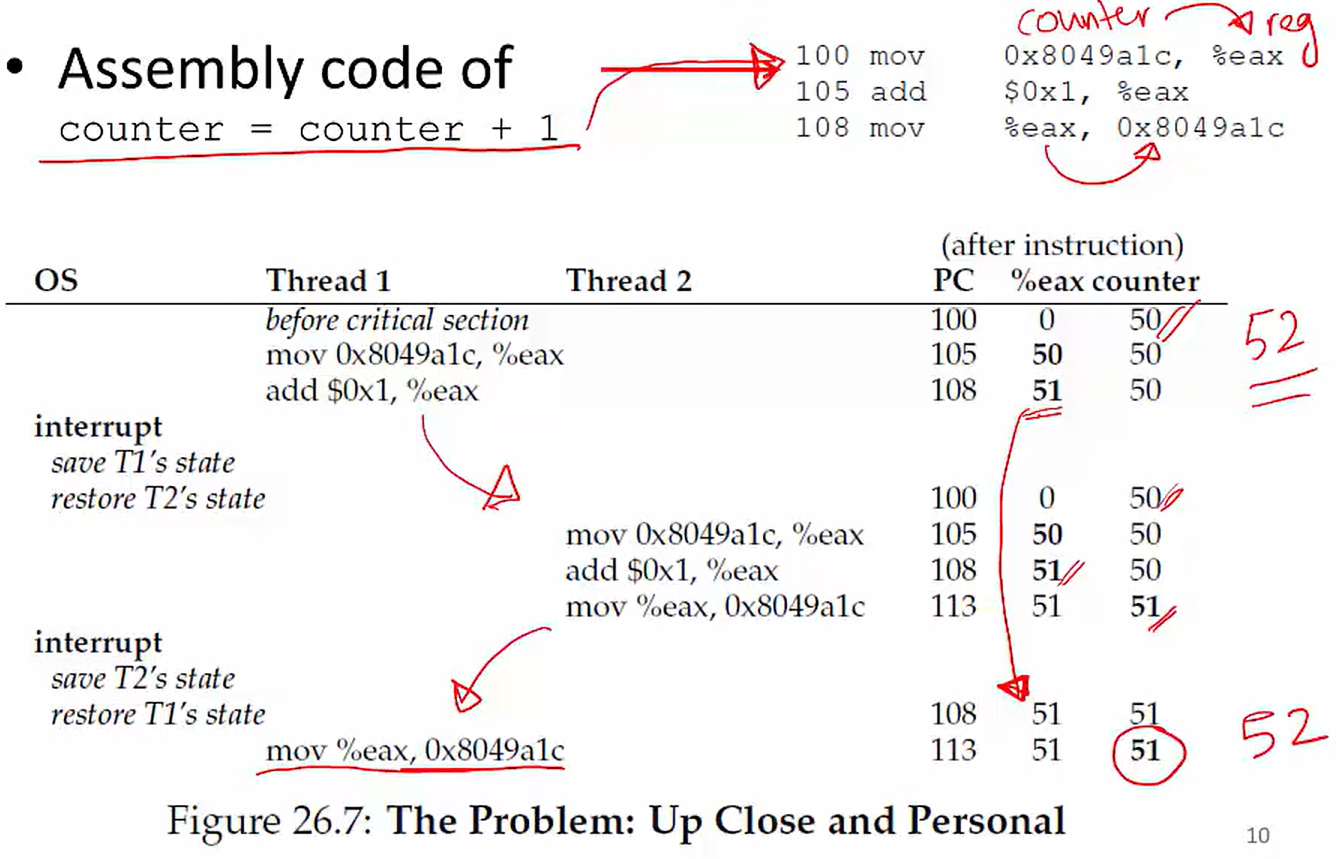 counter reg
• Assembly code of
counter = counter + 1
100 mov 0x8049a1c, %eax
105 add $0x1, %eax
108 mov %eax, 0x8049a1c
(after instruction)
OS Thread 1 Thread 2 PC %eax counter
before critical section 100 0 50
52
mov 0x8049a1c, %eax 105 50 50
add $0x1, %eax 108 51 50
interrupt
save T1's state
restore T2's state 100 0 50
mov 0x8049a1c, %eax 105 50 50
add $0x1, %eax 108 51 50
mov %eax, 0x8049a1c 113 51 51
interrupt
save T2's state
restore T1's state 108 51 51
52
mov %eax, 0x8049a1c 113 51 51
Figure 26.7: The Problem: Up Close and Personal
10